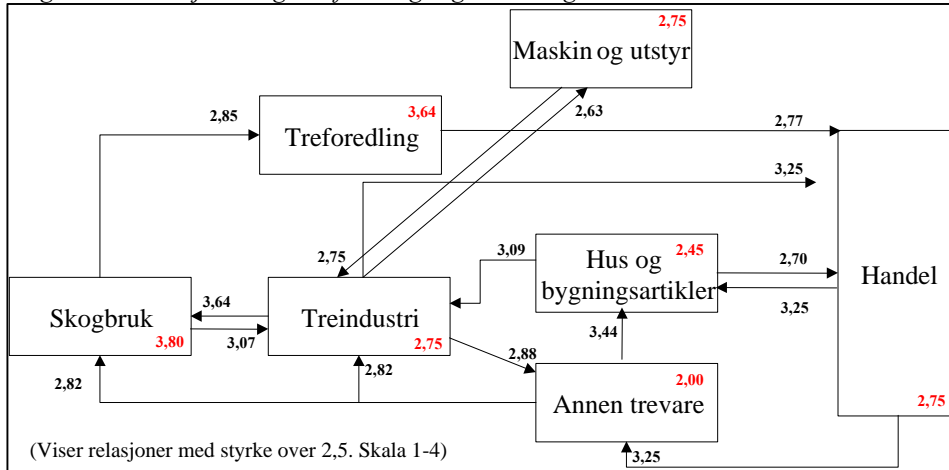 2,75
Maskin og utstyr
2,85
3,64
Treforedling
2,63
2,77
3,25
2,75
3,09
2,45
Hus og
bygningsartikler
2,70
3,25
Handel
2,75
Skogbruk
3,80
3,64
3,07
Treindustri
2,75
2,88
3,44
2,82
2,82
2,00
Annen trevare
3,25
(Viser relasjoner med styrke over 2,5. Skala 1-4)